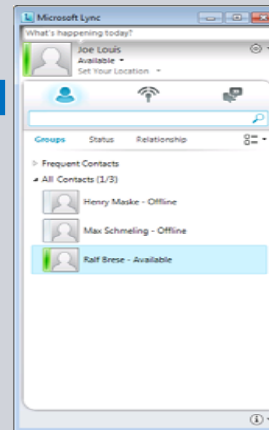 Microsoft Lync
What's happening today?
Joe Louis
Available
Set Your Location
Groups Status Relationship
Frequent Contacts
All Contacts (1/3)
Henry Maske - Offline
Max Schmeling - Offline
Ralf Brese - Available